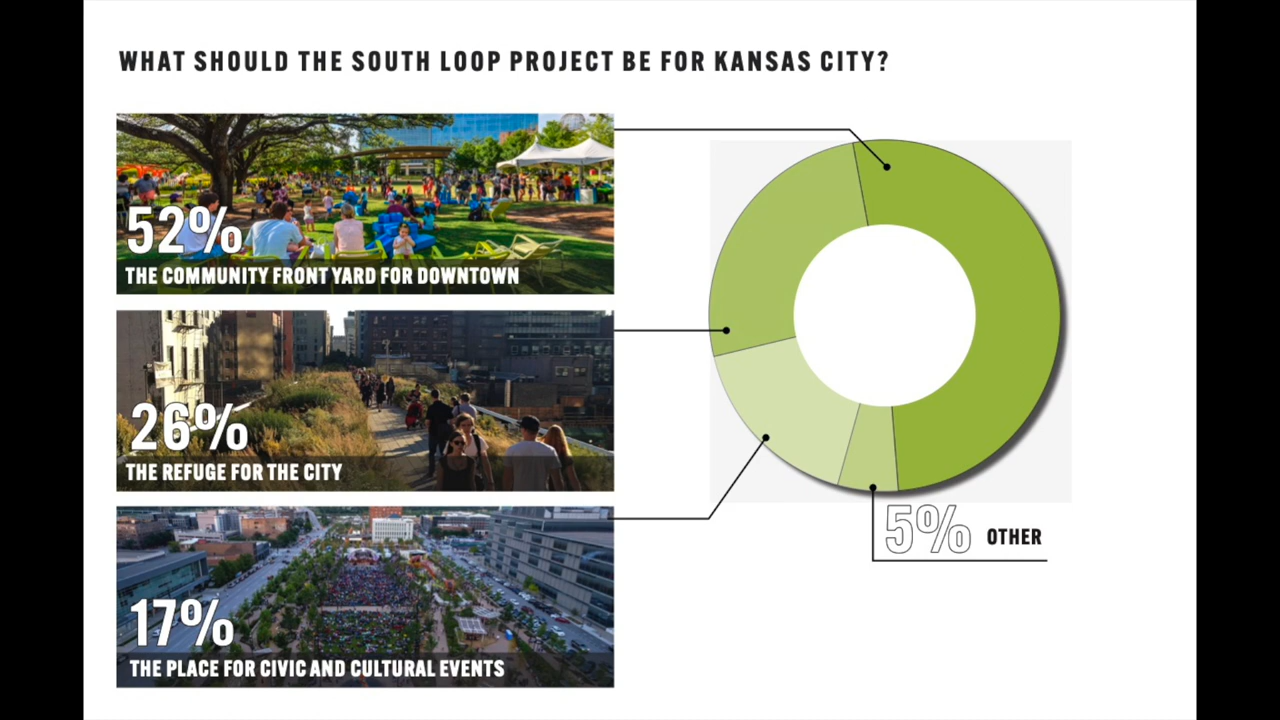 WHAT SHOULD THE SOUTH LOOP PROJECT BE FOR KANSAS CITY?
52%
THE COMMUNITY FRONT YARD FOR DOWNTOWN
26%
THE REFUGE FOR THE CITY
17%
THE PLACE FOR CIVIC AND CULTURAL EVENTS
5% OTHER